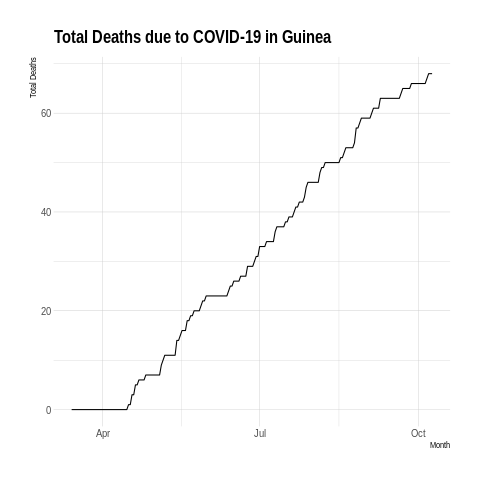 Total Deaths due to COVID-19 in Guinea
Total Deaths
60
40
20
0
Apr
Jul
Oct
Month